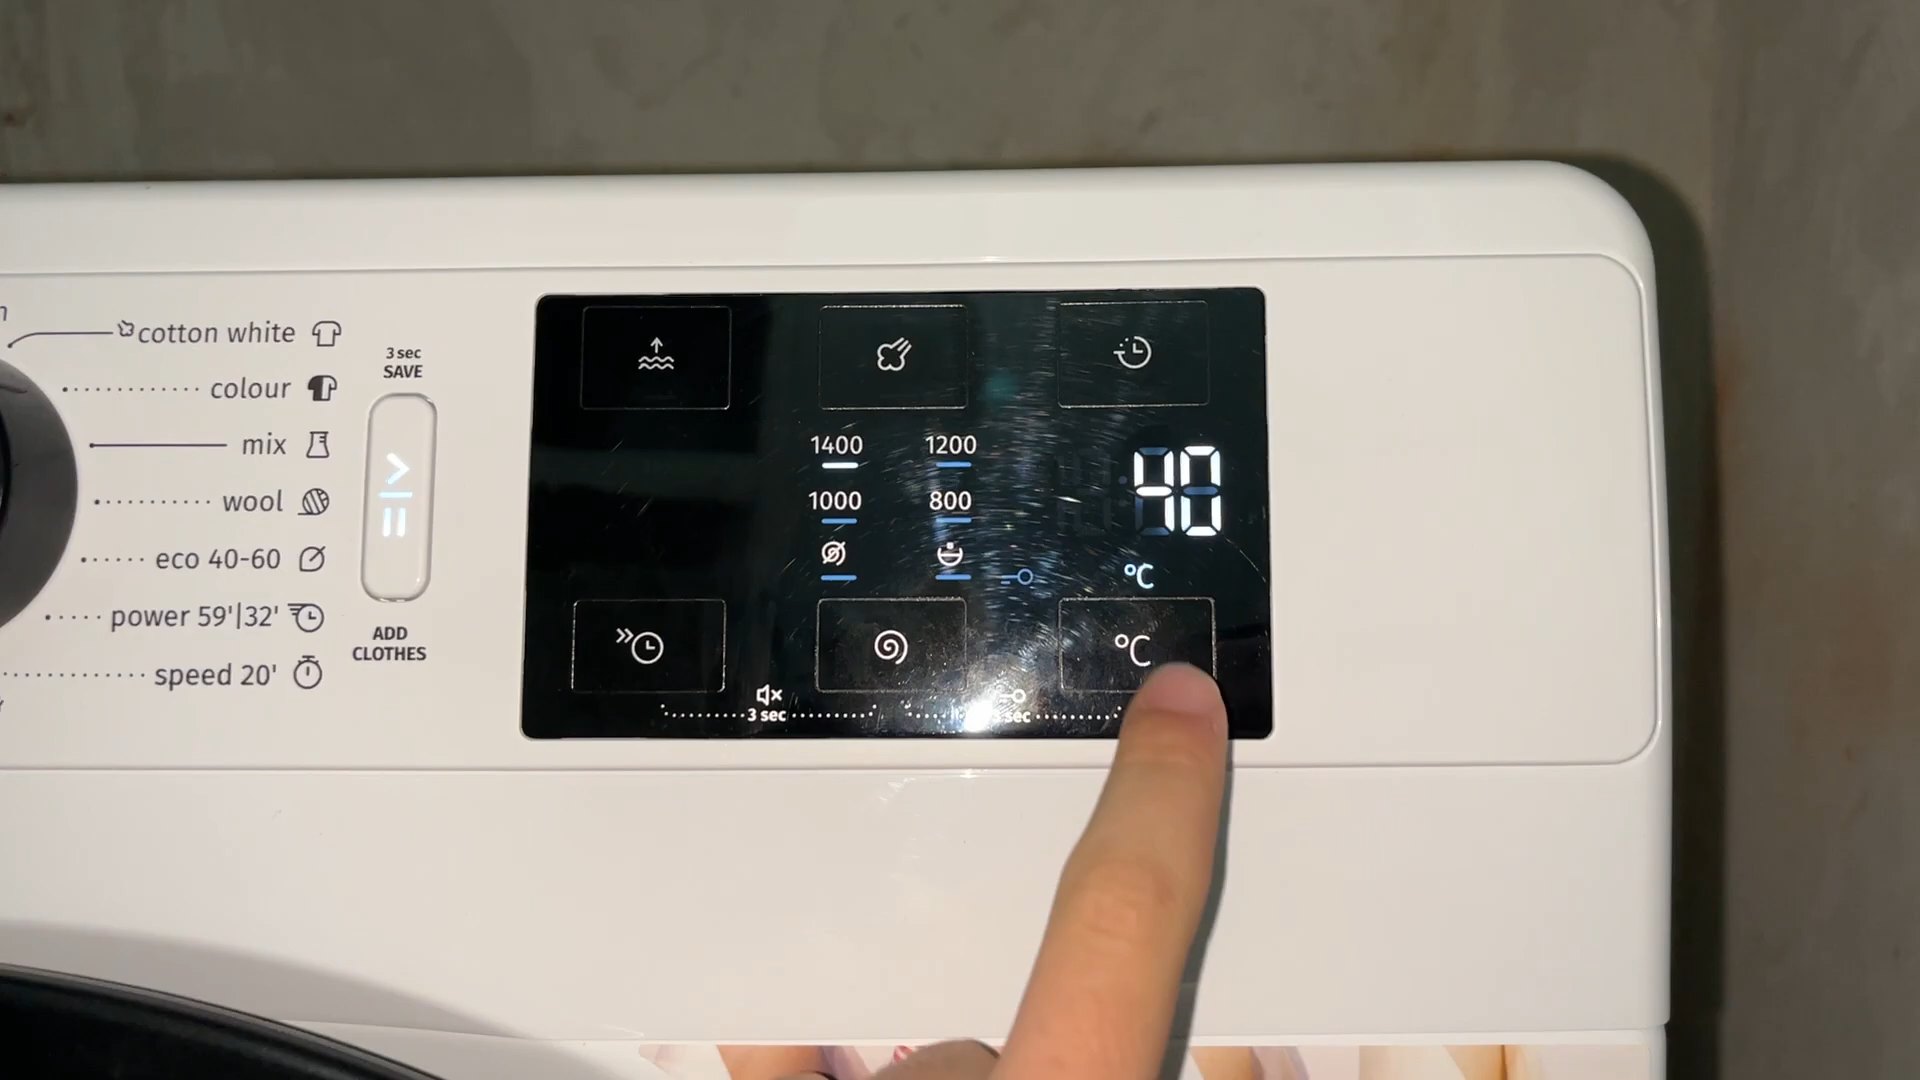 cotton white
colour
mix
wool
eco 40-60
power 59'|32'
speed 20'
3 sec
SAVE
ADD
CLOTHES
1400 1200
1000 800
40
°C
°C
3 sec
sec